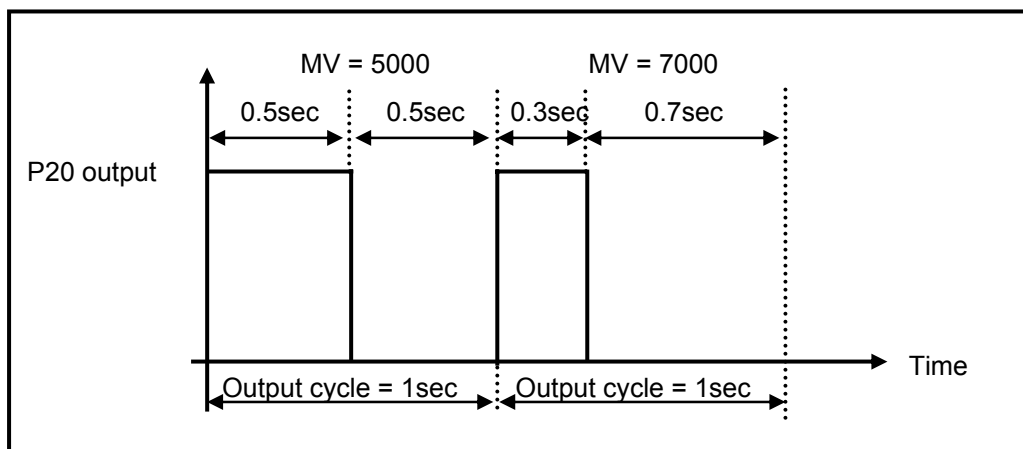 MV = 5000 MV = 7000
0.5sec 0.5sec 0.3sec 0.7sec
P20 output
Time
Output cycle = 1sec Output cycle = 1sec